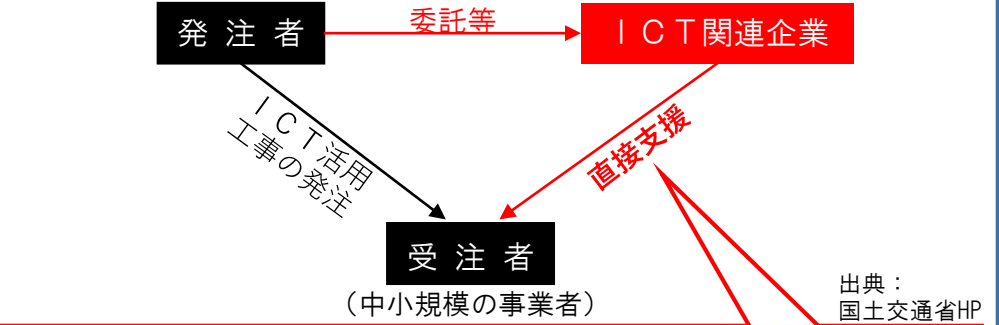 発注者
委託等
ＩＣＴ関連企業
ＩＣＴ活用
工事の発注
直接支援
受注者
（中小規模の事業者）
出典：
国土交通省HP